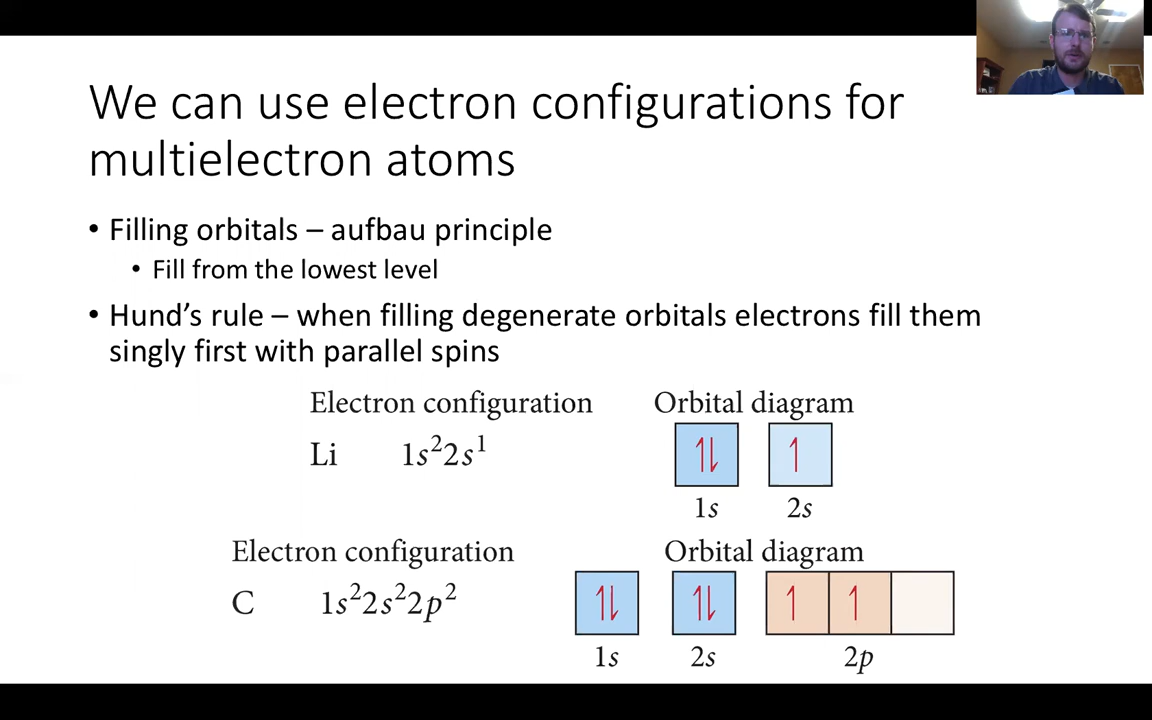 We can use electron configurations for
multielectron atoms
• Filling orbitals – aufbau principle
• Fill from the lowest level
• Hund's rule – when filling degenerate orbitals electrons fill them
singly first with parallel spins
Electron configuration Orbital diagram
Li 1s²2s¹ ↿⇂ ↿
1s 2s
Electron configuration Orbital diagram
C 1s²2s²2p² ↿⇂ ↿⇂ ↿ ↿
1s 2s 2p